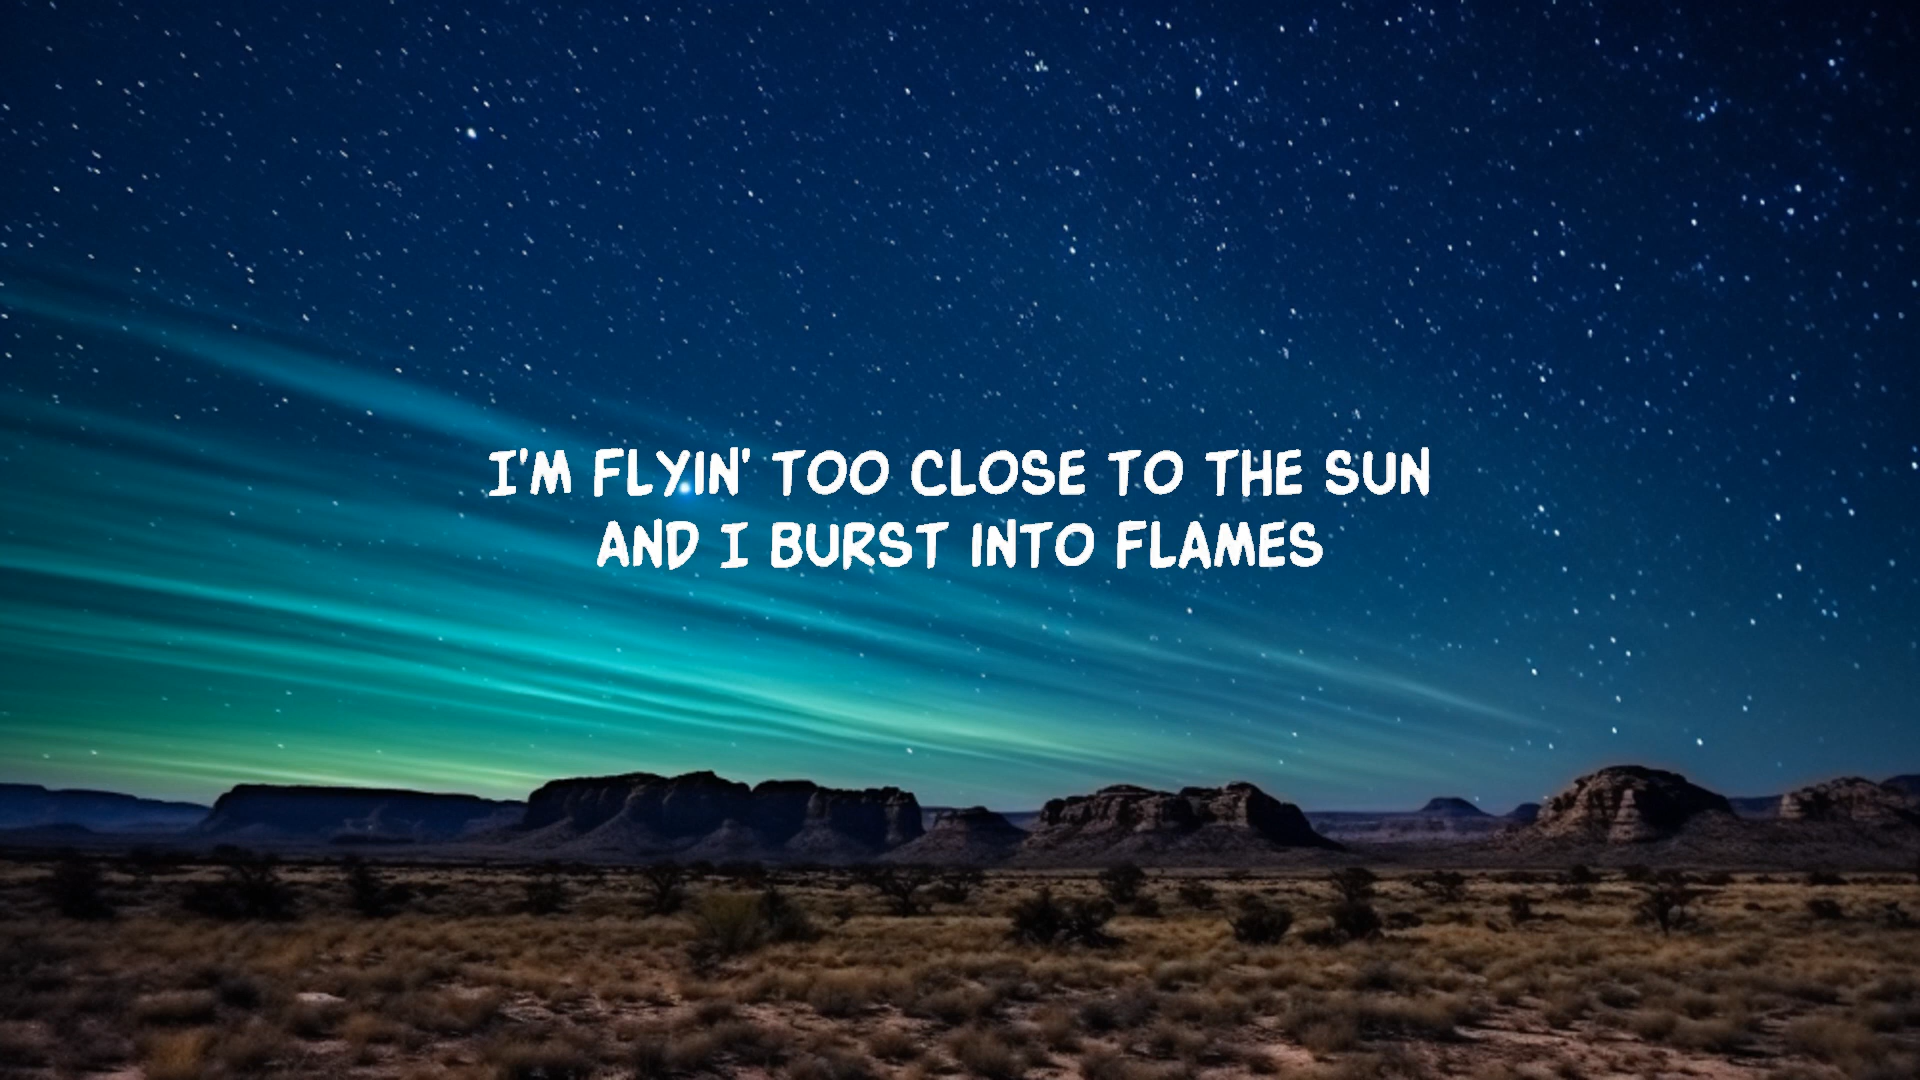 I'M FLYIN' TOO CLOSE TO THE SUN
AND I BURST INTO FLAMES